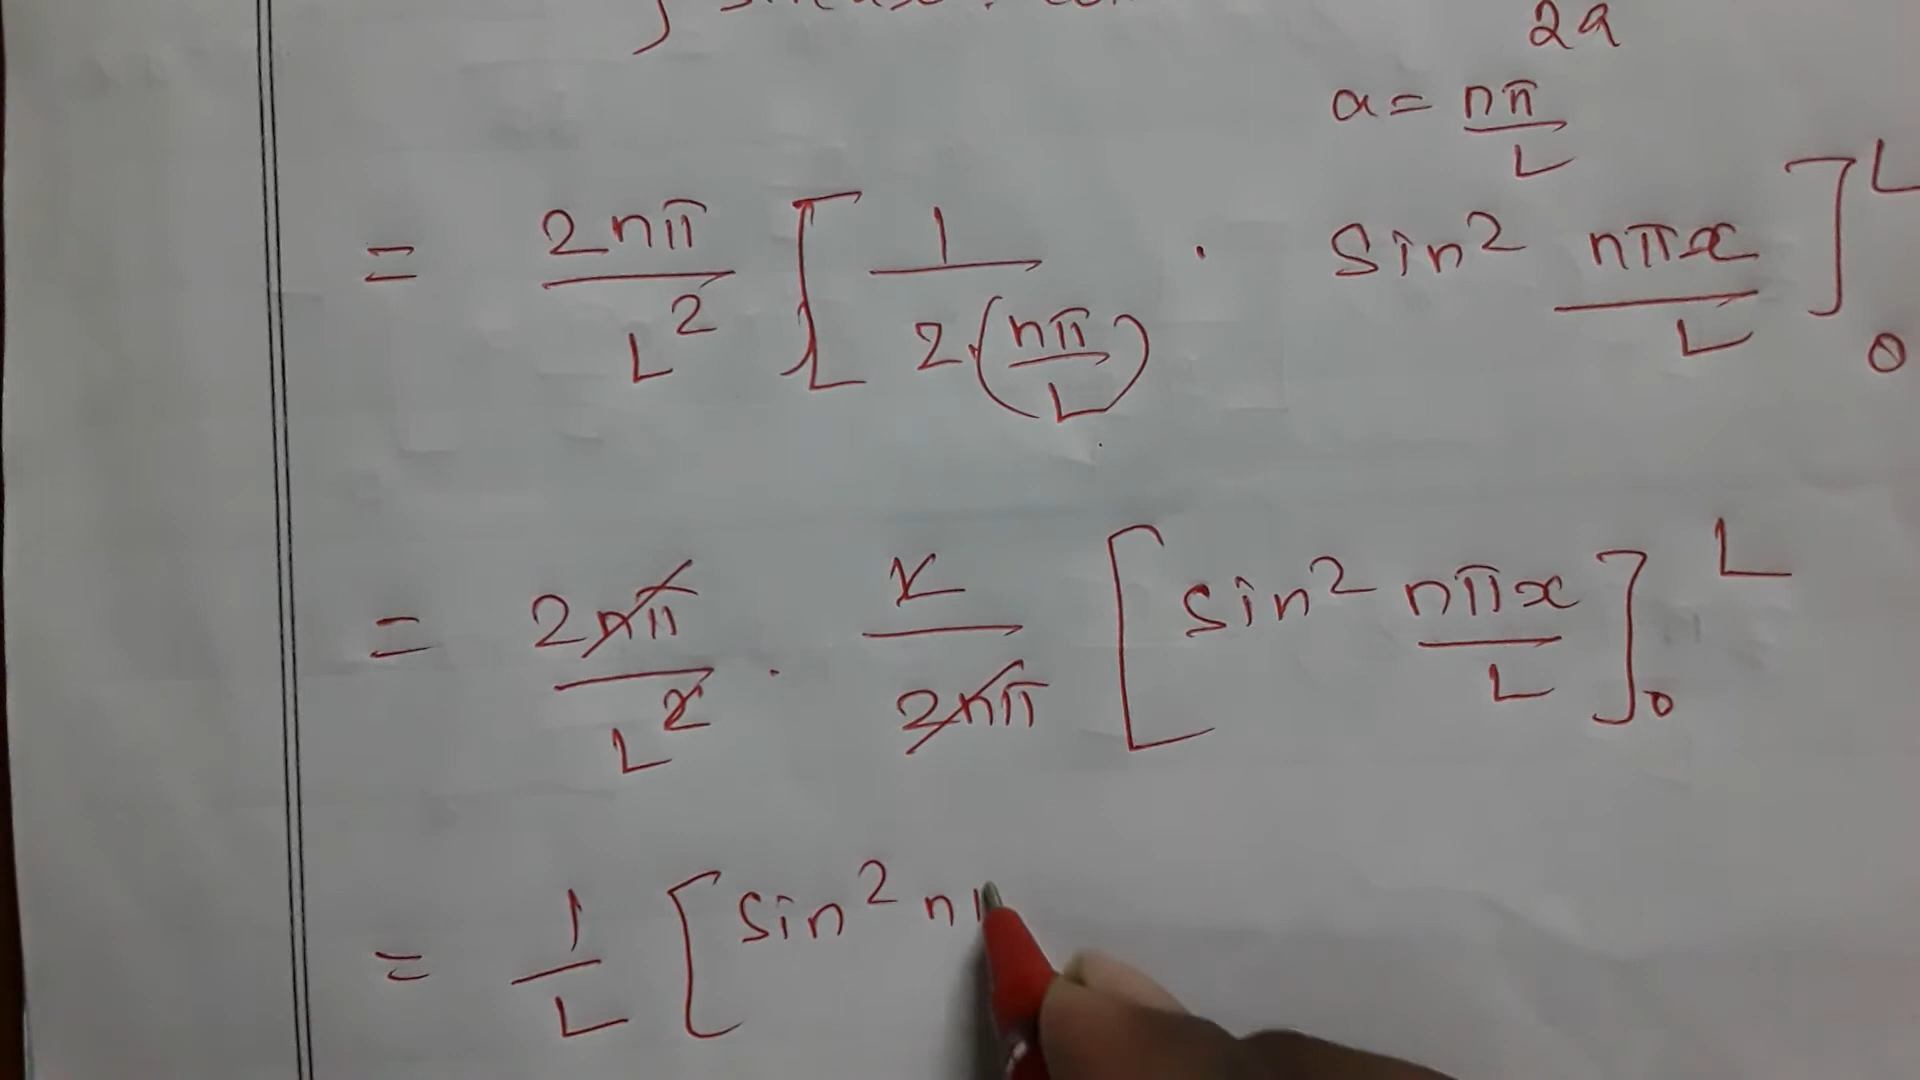 2a
a = nπ/L
= 2nπ/L² [ 1/2(nπ/L) · Sin² nπx/L ]₀ᴸ
= 2nπ/L² · L/2nπ [ Sin² nπx/L ]₀ᴸ
= 1/L [ Sin² n